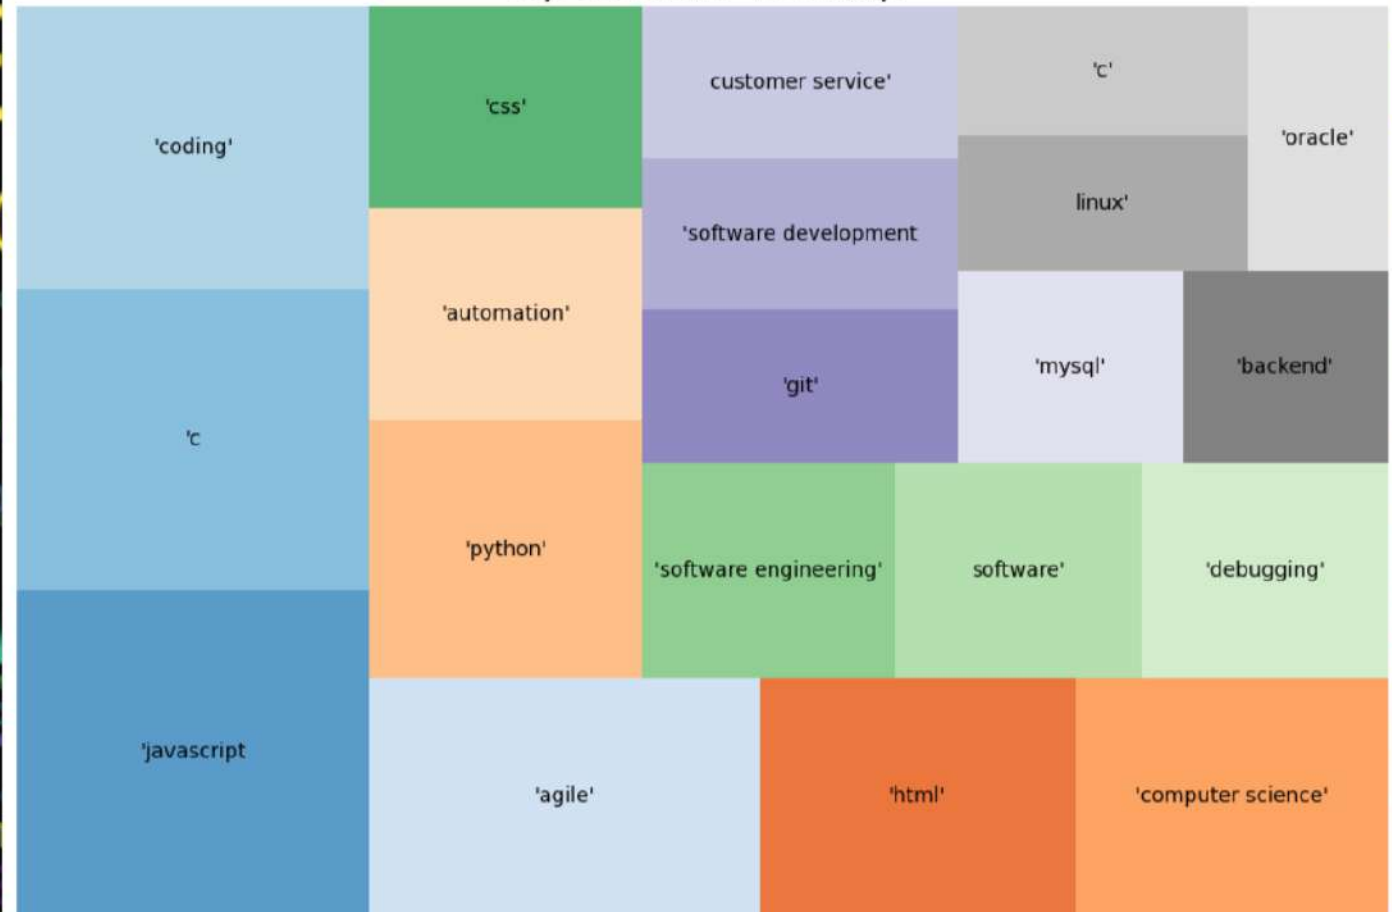 'coding'
'css'
customer service'
'c'
'oracle'
linux'
'software development
'automation'
'git'
'mysql'
'backend'
'c
'python'
'software engineering'
software'
'debugging'
'javascript
'agile'
'html'
'computer science'